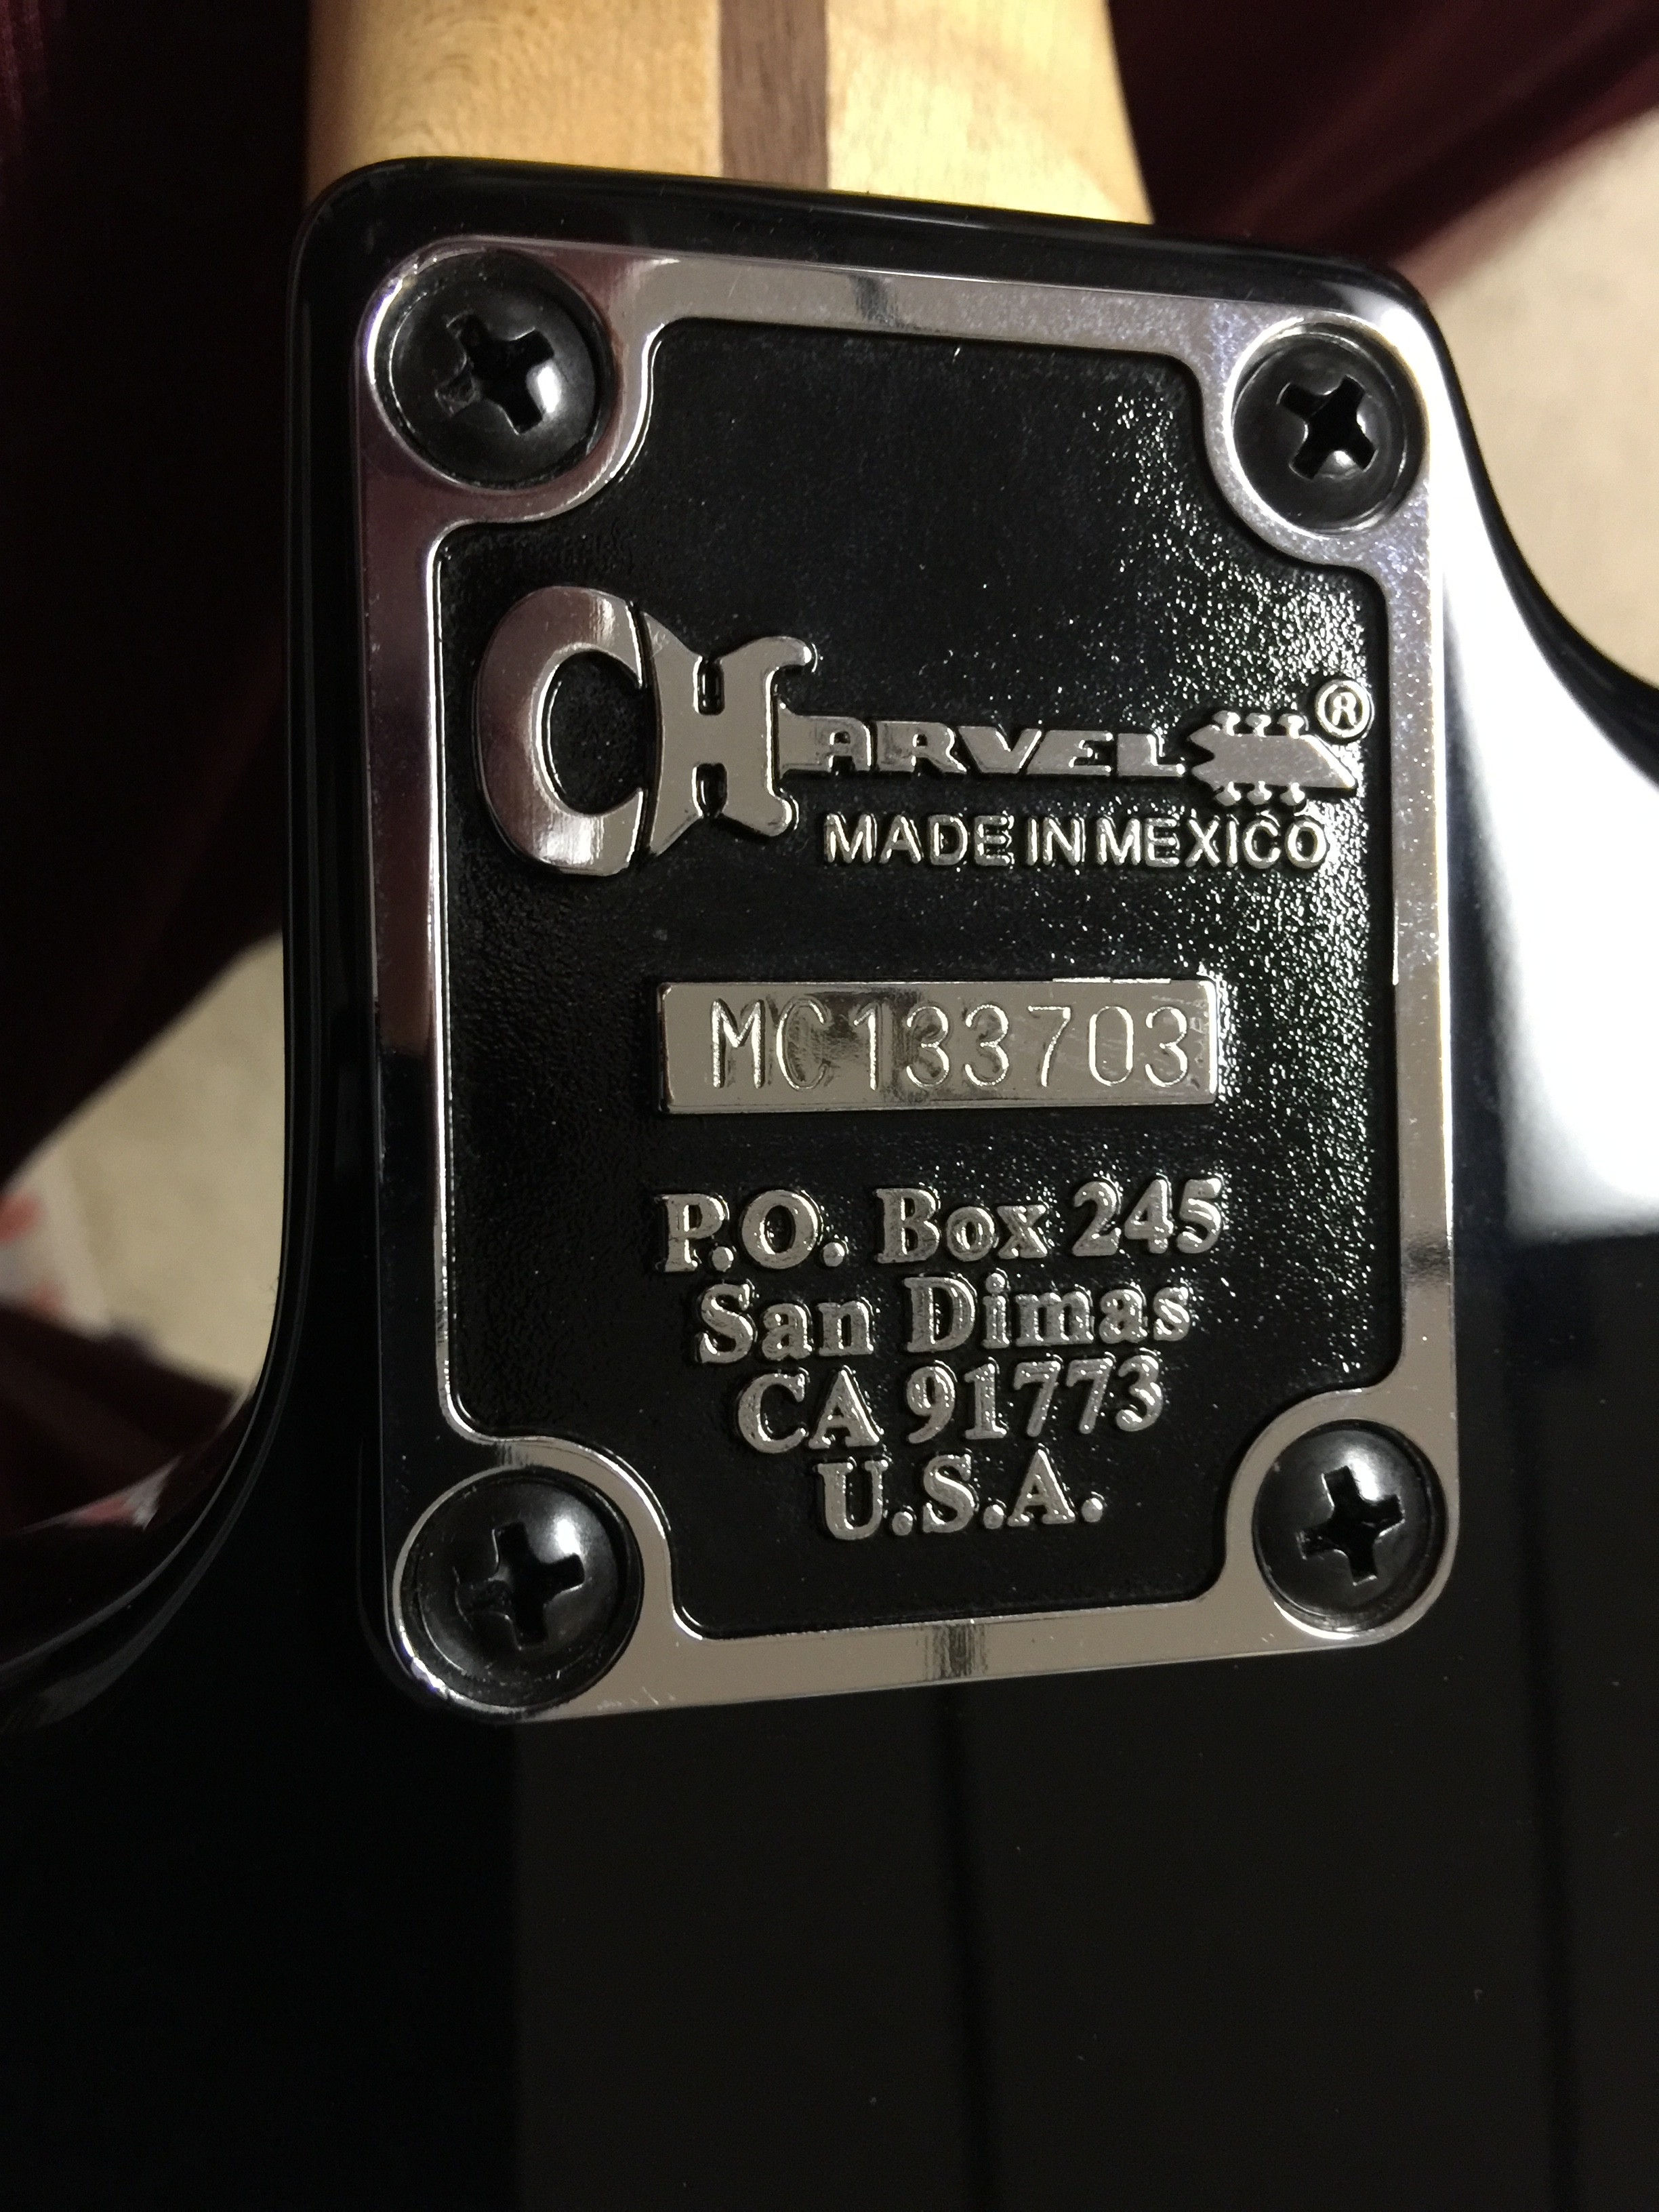 CHARVEL®
MADE IN MEXICO
MC133703
P.O. Box 245
San Dimas
CA 91773
U.S.A.